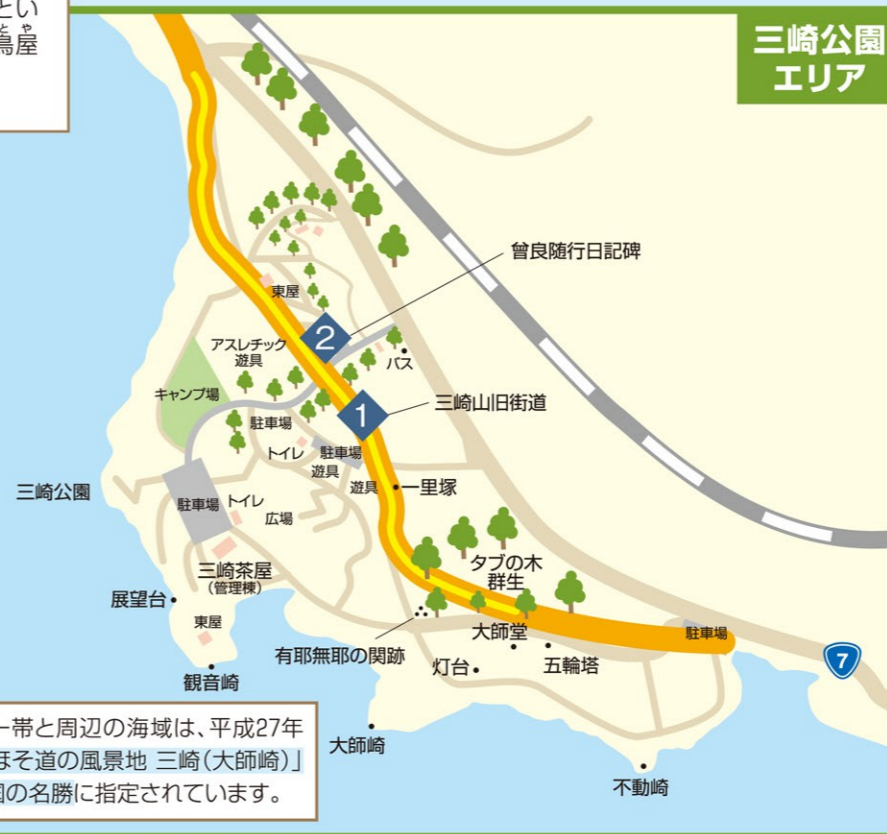 とい
鳥屋
とや
三崎公園
エリア
曾良随行日記碑
東屋
2
アスレチック
遊具
バス
キャンプ場
三崎山旧街道
1
駐車場
トイレ
駐車場
遊具
遊具
一里塚
三崎公園
駐車場
トイレ
広場
タブの木
群生
三崎茶屋
(管理棟)
展望台
大師堂
駐車場
東屋
有耶無耶の関跡
灯台
五輪塔
7
観音崎
一帯と周辺の海域は、平成27年
ほそ道の風景地 三崎(大師崎)」
国の名勝に指定されています。
大師崎
不動崎